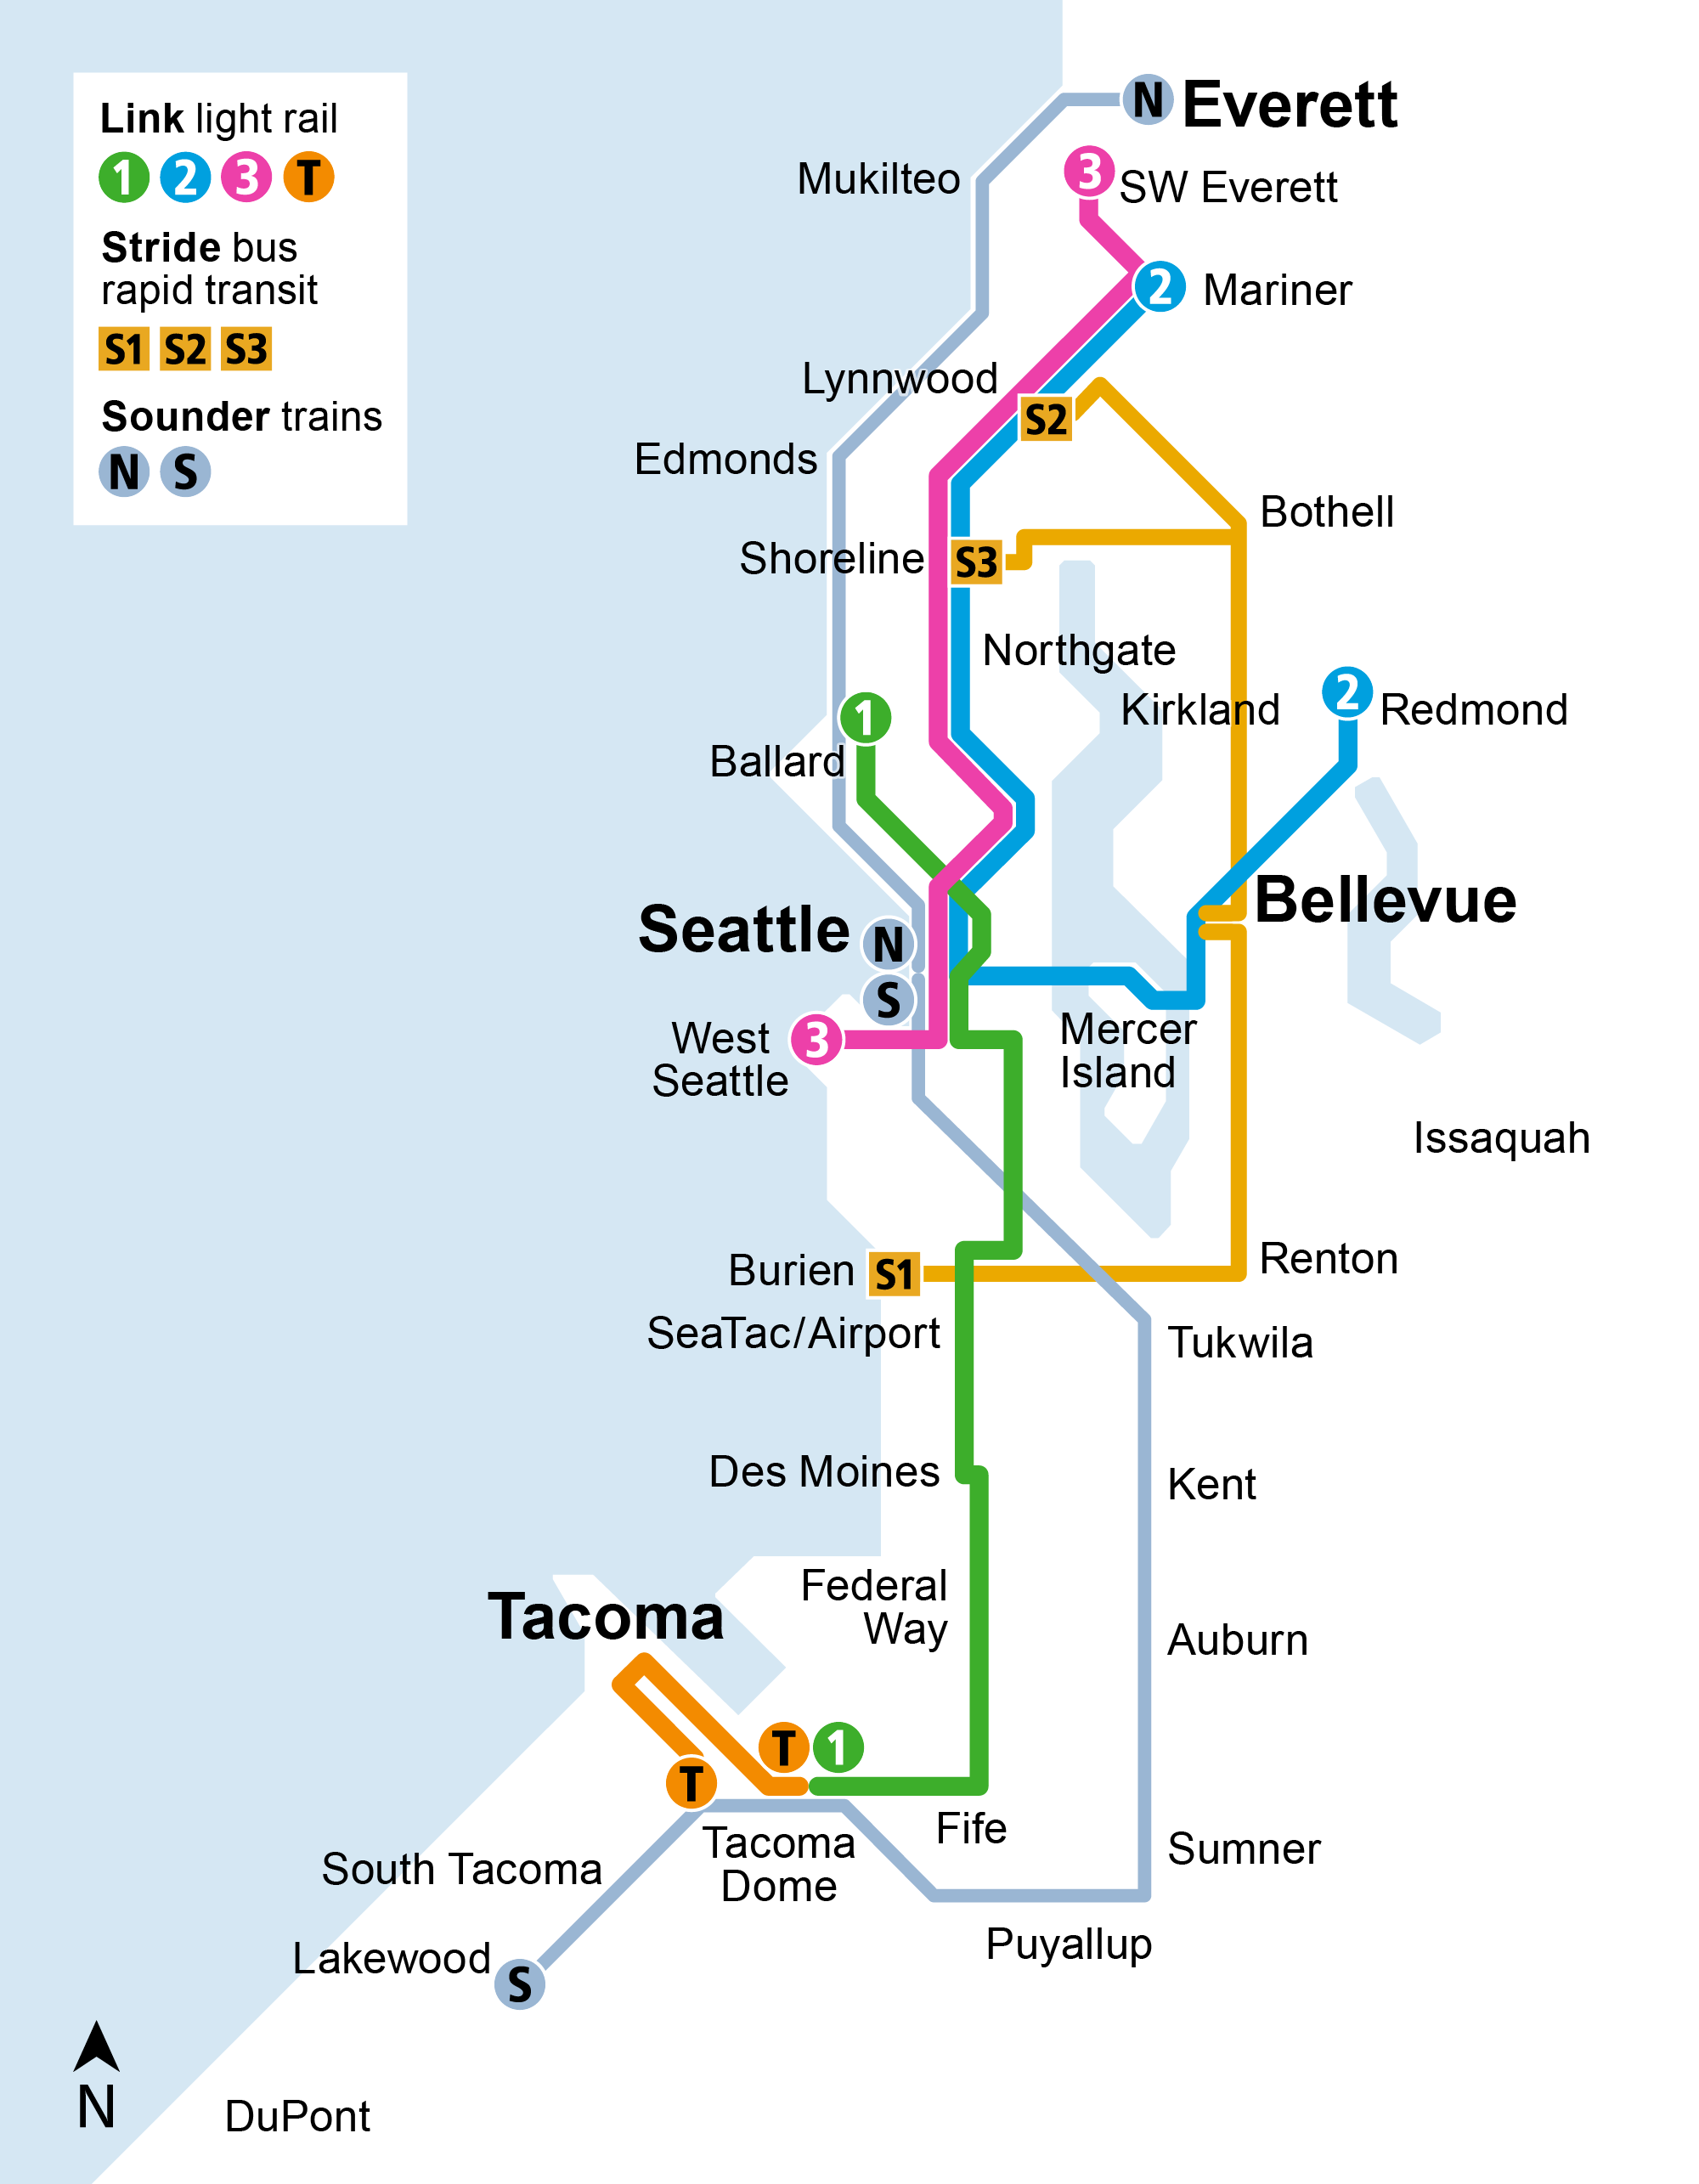 Link light rail
1 2 3 T
Stride bus
rapid transit
S1 S2 S3
Sounder trains
N S
N Everett
Mukilteo
3 SW Everett
2 Mariner
Lynnwood
S2
Edmonds
Bothell
Shoreline S3
Northgate
1
2 Redmond
Kirkland
Ballard
Bellevue
Seattle N
S
West 3
Seattle
Mercer
Island
Issaquah
Burien S1
Renton
SeaTac/Airport
Tukwila
Des Moines
Kent
Federal
Way
Tacoma
Auburn
T 1
T
Fife
Tacoma
Dome
Sumner
South Tacoma
Puyallup
Lakewood
S
N
DuPont